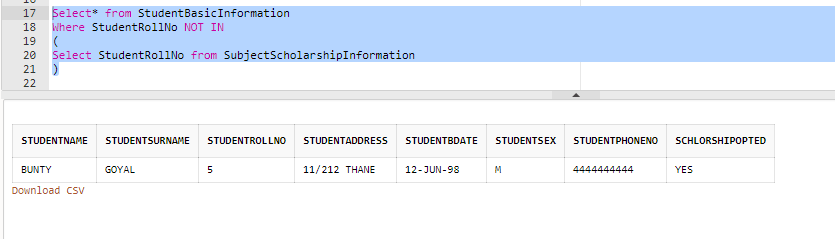 17 Select* from StudentBasicInformation
18 Where StudentRollNo NOT IN
19 (
20 Select StudentRollNo from SubjectScholarshipInformation
21 )
22
STUDENTNAME STUDENTSURNAME STUDENTROLLNO STUDENTADDRESS STUDENTBDATE STUDENTSEX STUDENTPHONENO SCHLORSHIPOPTED
BUNTY GOYAL 5 11/212 THANE 12-JUN-98 M 4444444444 YES
Download CSV